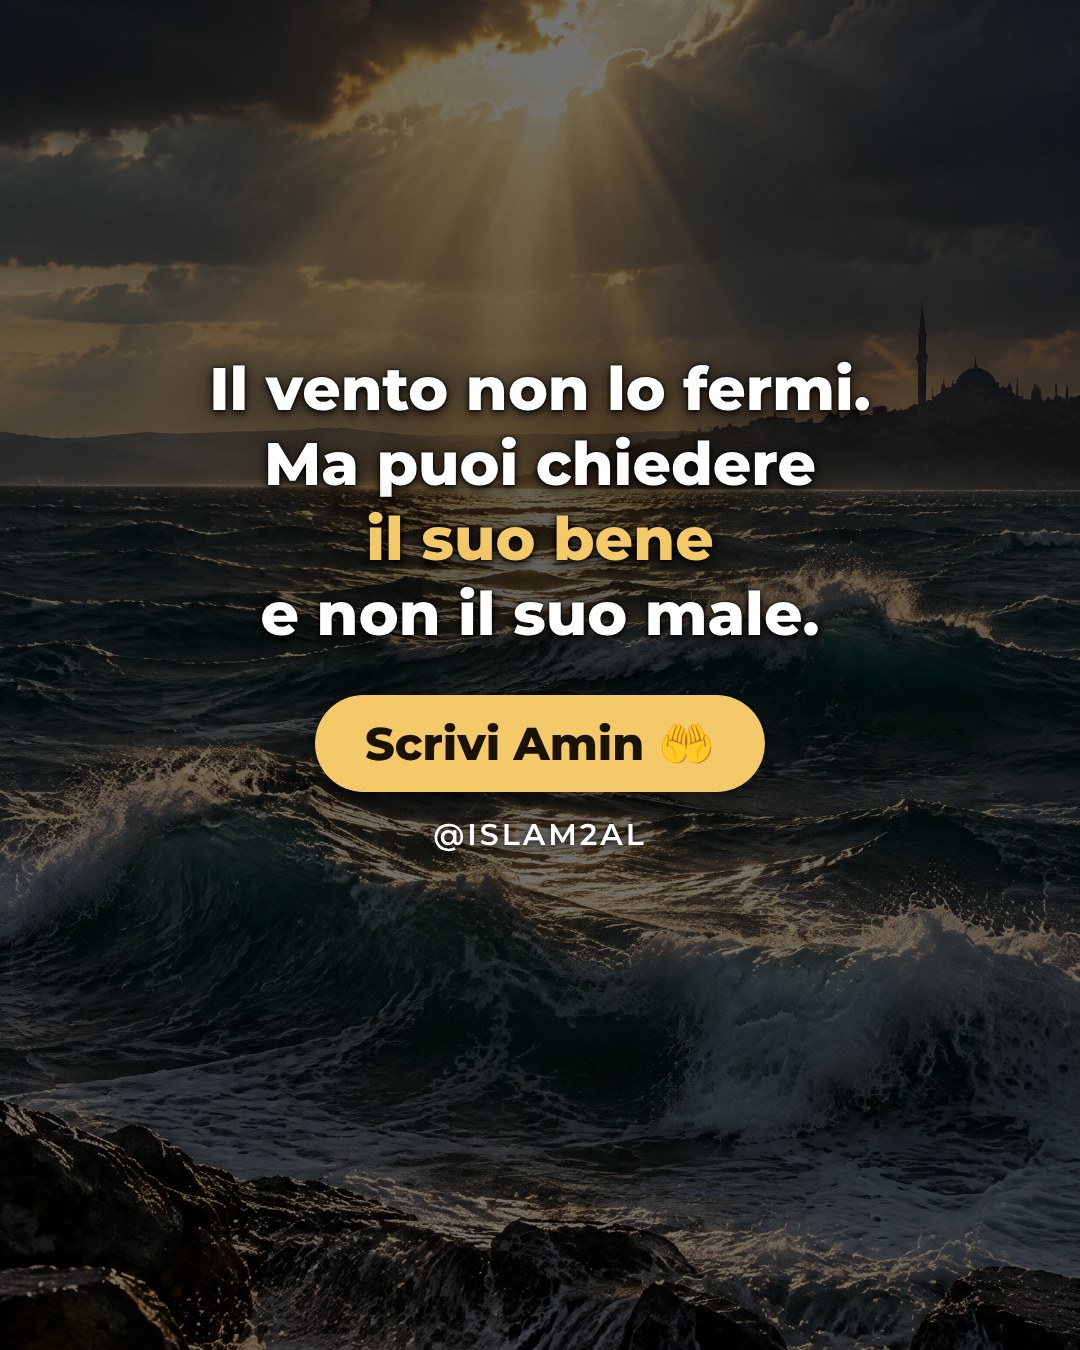 Il vento non lo fermi.
Ma puoi chiedere
il suo bene
e non il suo male.
Scrivi Amin 🤲
@ISLAM2AL